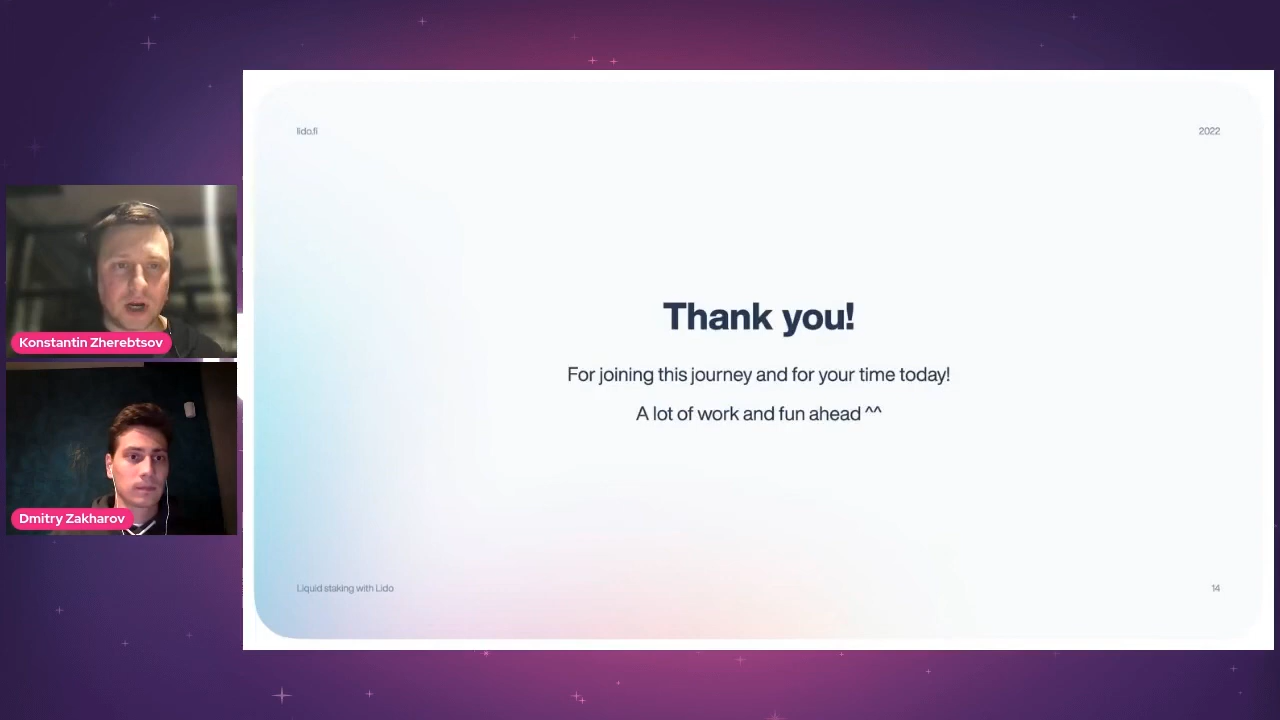 lido.fi
2022
Konstantin Zherebtsov
Dmitry Zakharov
Thank you!
For joining this journey and for your time today!
A lot of work and fun ahead ^^
Liquid staking with Lido
14